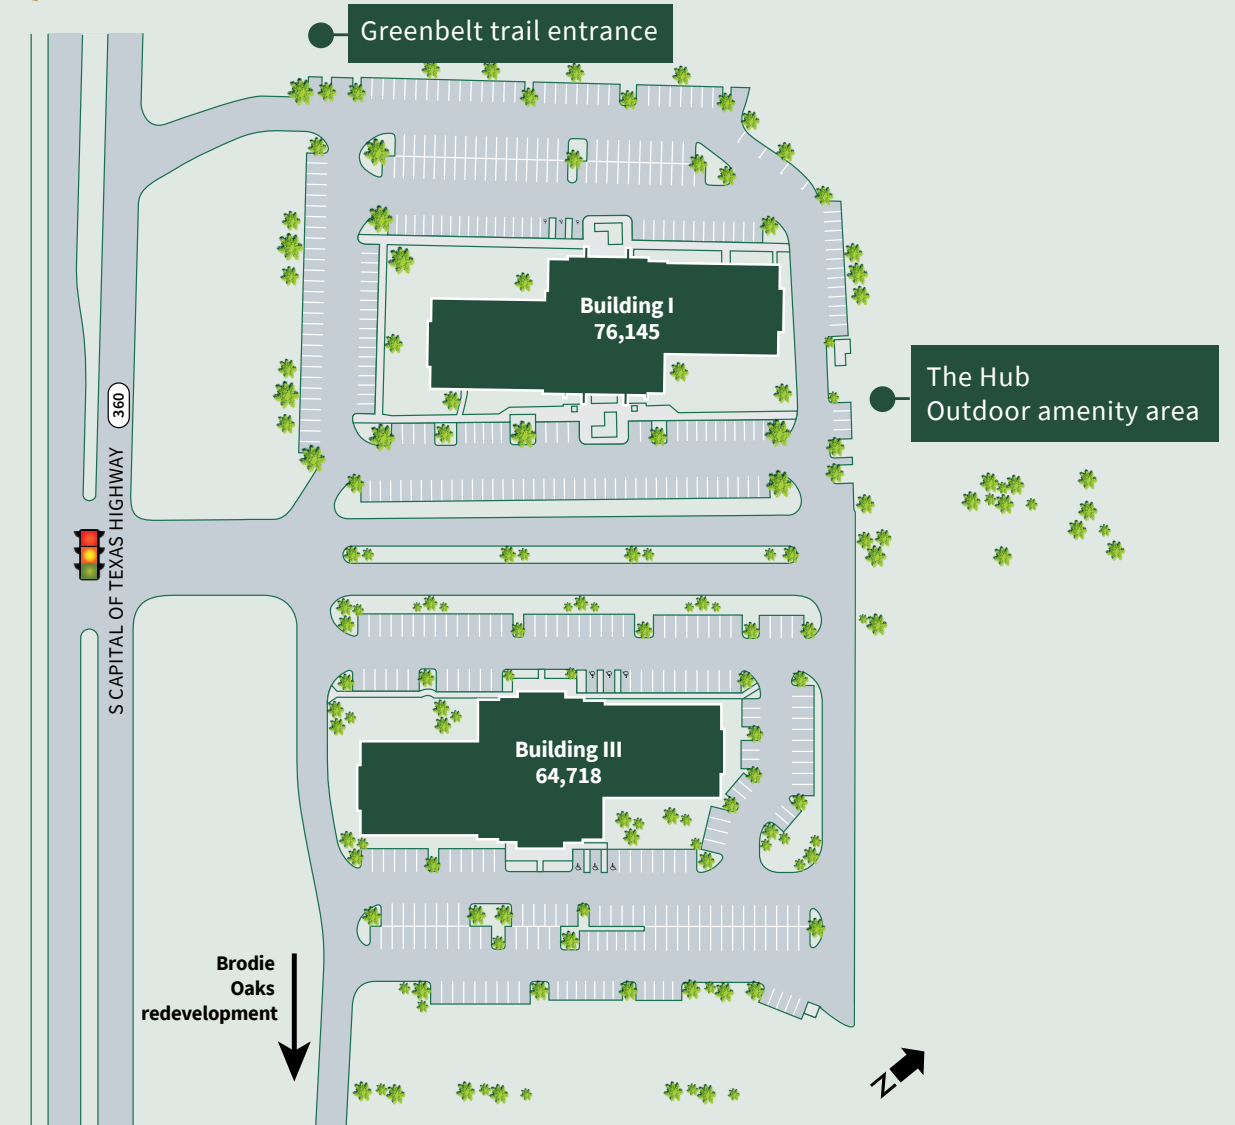 Greenbelt trail entrance
Building I
76,145
The Hub
Outdoor amenity area
360
S CAPITAL OF TEXAS HIGHWAY
Building III
64,718
Brodie
Oaks
redevelopment
N